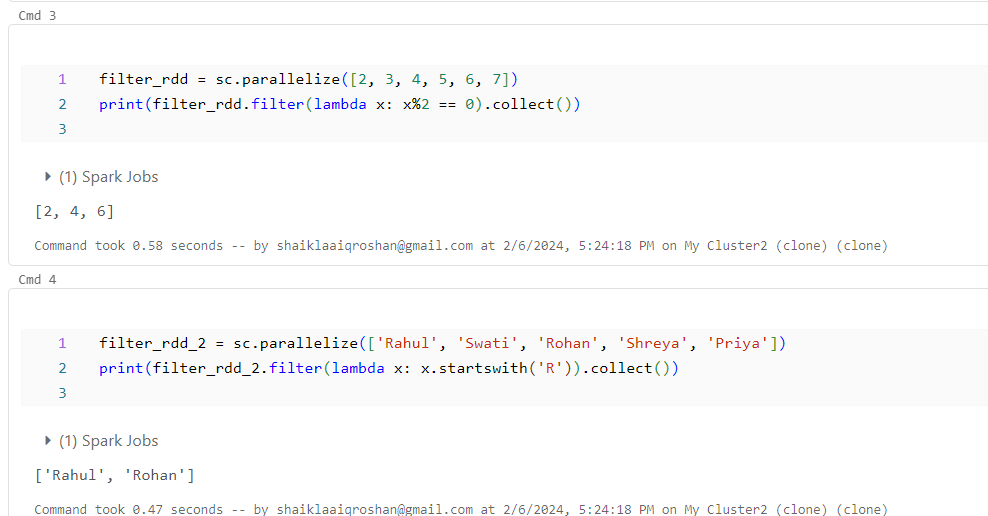 Cmd 3
1 filter_rdd = sc.parallelize([2, 3, 4, 5, 6, 7])
2 print(filter_rdd.filter(lambda x: x%2 == 0).collect())
3
(1) Spark Jobs
[2, 4, 6]
Command took 0.58 seconds -- by shaiklaaiqroshan@gmail.com at 2/6/2024, 5:24:18 PM on My Cluster2 (clone) (clone)
Cmd 4
1 filter_rdd_2 = sc.parallelize(['Rahul', 'Swati', 'Rohan', 'Shreya', 'Priya'])
2 print(filter_rdd_2.filter(lambda x: x.startswith('R')).collect())
3
(1) Spark Jobs
['Rahul', 'Rohan']
Command took 0.47 seconds -- by shaiklaaiqroshan@gmail.com at 2/6/2024, 5:24:18 PM on My Cluster2 (clone) (clone)